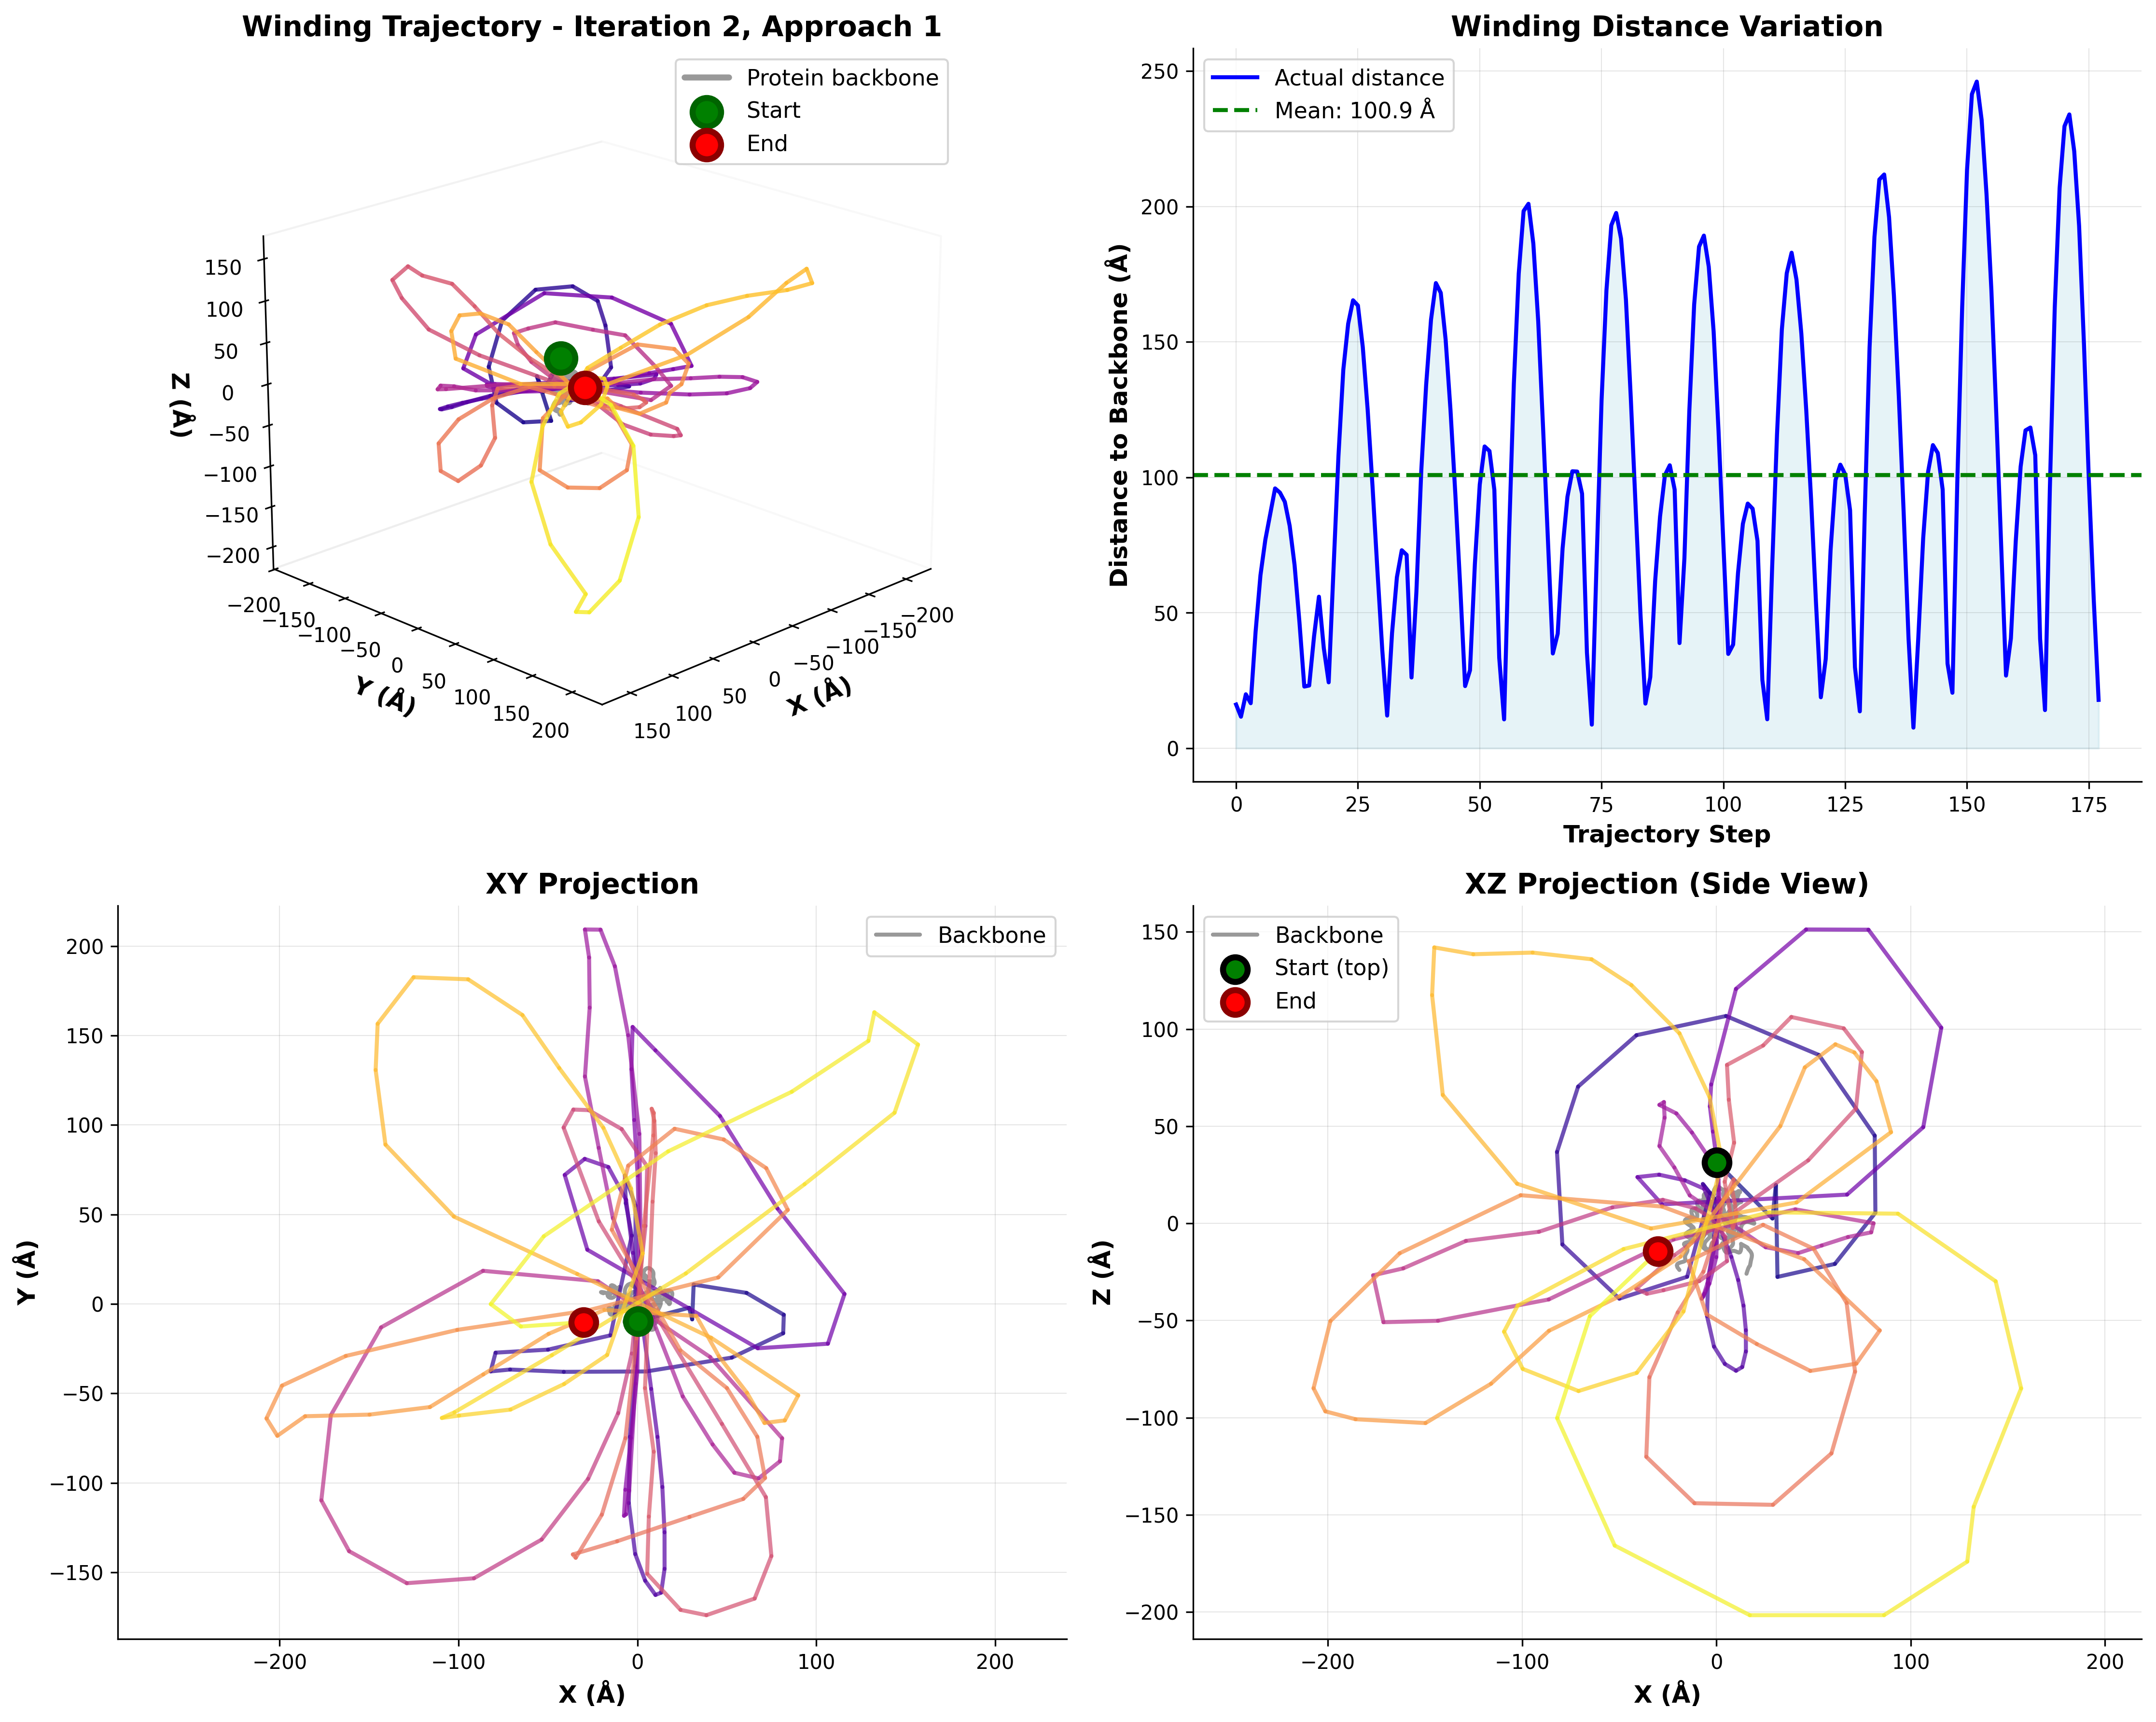 Winding Trajectory - Iteration 2, Approach 1
Protein backbone
Start
End
150
100
50
0
−50
−100
−150
−200
Z (Å)
−200
−150
−100
−50
0
50
100
150
200
Y (Å)
150
100
50
0
−50
−100
−150
−200
X (Å)
Winding Distance Variation
Actual distance
Mean: 100.9 Å
250
200
150
100
50
0
Distance to Backbone (Å)
0 25 50 75 100 125 150 175
Trajectory Step
XY Projection
Backbone
200
150
100
50
0
−50
−100
−150
Y (Å)
−200 −100 0 100 200
X (Å)
XZ Projection (Side View)
Backbone
Start (top)
End
150
100
50
0
−50
−100
−150
−200
Z (Å)
−200 −100 0 100 200
X (Å)